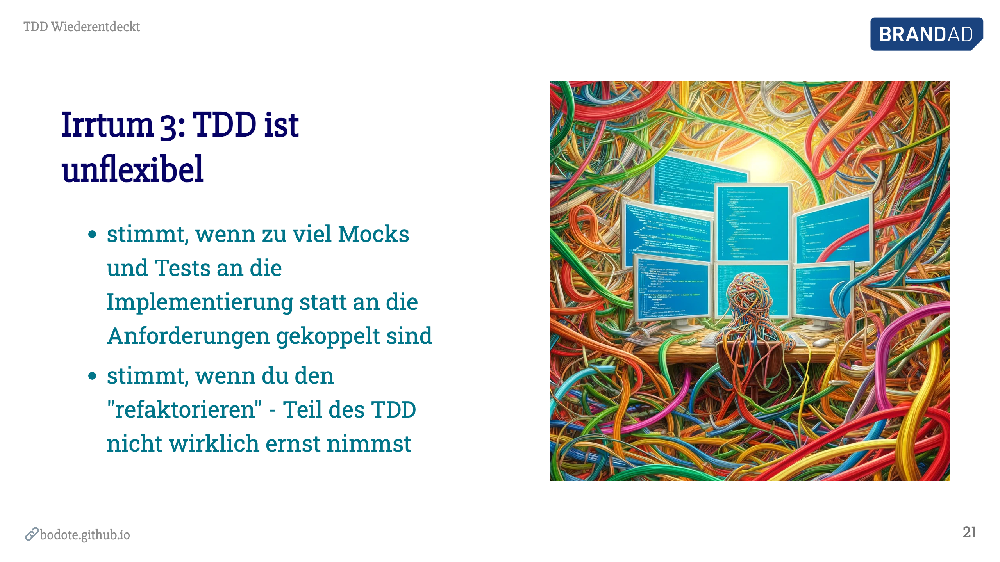 TDD Wiederentdeckt
BRANDAD
Irrtum 3: TDD ist
unflexibel
stimmt, wenn zu viel Mocks
und Tests an die
Implementierung statt an die
Anforderungen gekoppelt sind
stimmt, wenn du den
"refaktorieren" - Teil des TDD
nicht wirklich ernst nimmst
bodote.github.io
21